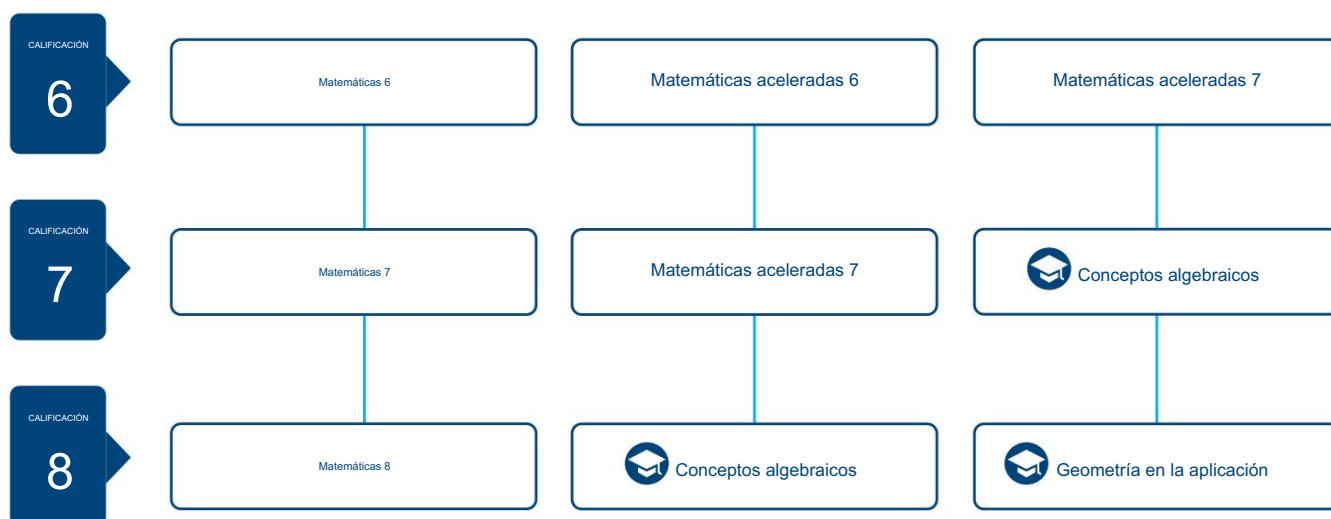 CALIFICACIÓN
6
Matemáticas 6
Matemáticas aceleradas 6
Matemáticas aceleradas 7
CALIFICACIÓN
7
Matemáticas 7
Matemáticas aceleradas 7
Conceptos algebraicos
CALIFICACIÓN
8
Matemáticas 8
Conceptos algebraicos
Geometría en la aplicación